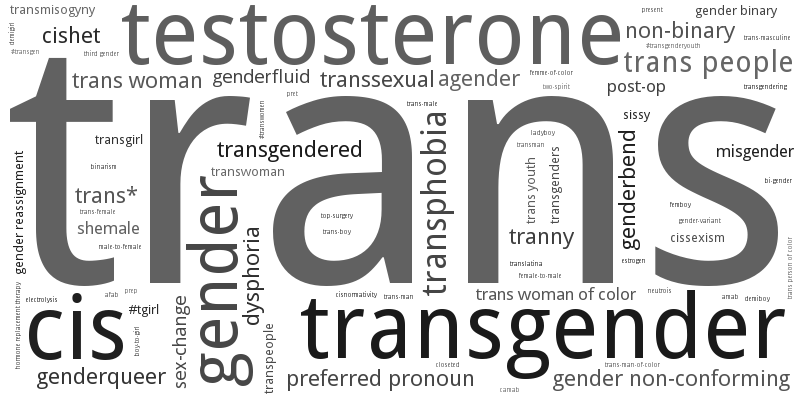 transmisogyny
testosterone
present
gender binary
demigirl
cishet
non-binary
trans-masculine
#transgen
third gender
#transgenderyouth
trans people
trans woman
genderfluid
transsexual
agender
femme-of-color
two-spirit
post-op
transgendering
pret
trans
#transwomen
trans-male
sissy
transgirl
transgendered
transphobia
ladyboy
transman
genderbend
misgender
gender reassignment
binarism
transwoman
trans youth
transgenders
bi-gender
trans*
trans-female
gender
top-surgery
femboy
gender-variant
shemale
trans-boy
tranny
cissexism
male-to-female
dysphoria
translatina
estrogen
trans person of color
female-to-male
hormone replacment therapy
electrolysis
afab
prep
cisnormativity
trans-man
trans woman of color
neutrois
amab
demiboy
cis
#tgirl
sex-change
transgender
boy-to-girl
transpeople
closeted
trans-man-of-color
genderqueer
preferred pronoun
camab
gender non-conforming